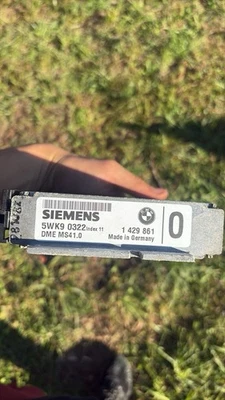 SIEMENS
5WK9 0322 Index 11
1 429 861
DME MS41.0
Made in Germany
0